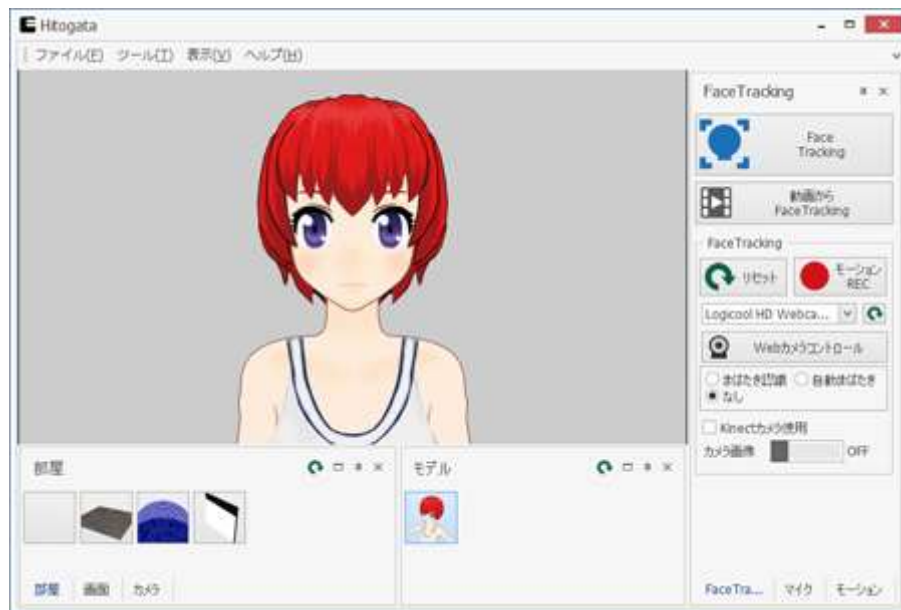 Hitogata
ファイル(F) ツール(T) 表示(V) ヘルプ(H)
FaceTracking
Face
Tracking
動画から
FaceTracking
FaceTracking
リセット
モーション
REC
Logicool HD Webca...
Webカメラコントロール
まばたき認識 自動まばたき
なし
Kinectカメラ使用
カメラ画像 OFF
部屋
モデル
部屋 画面 カメラ
FaceTra... マイク モーション